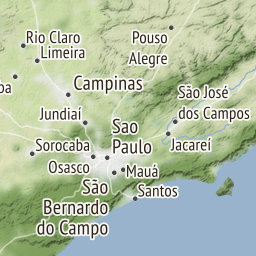 Rio Claro
Limeira
Pouso
Alegre
ba
Campinas
São José
dos Campos
Jundiaí
Sao
Paulo
Jacareí
Sorocaba
Osasco
Mauá
São
Bernardo
do Campo
Santos